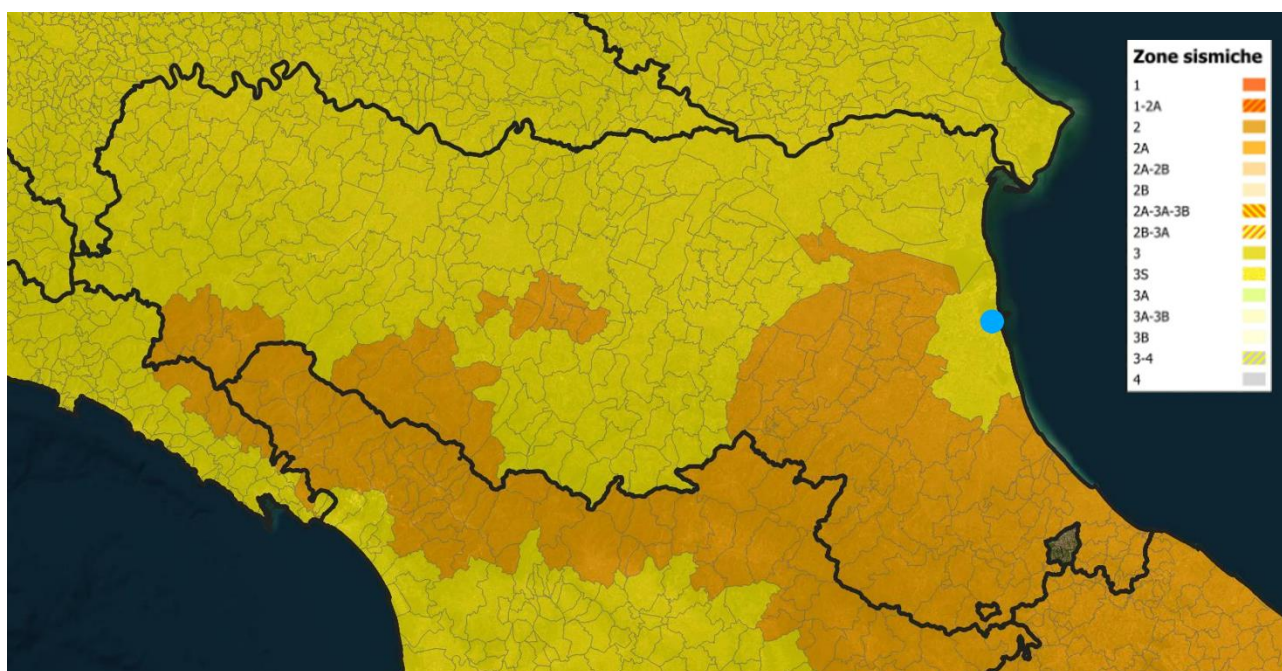 Zone sismiche
1
1-2A
2
2A
2A-2B
2B
2A-3A-3B
2B-3A
3
3S
3A
3A-3B
3B
3-4
4